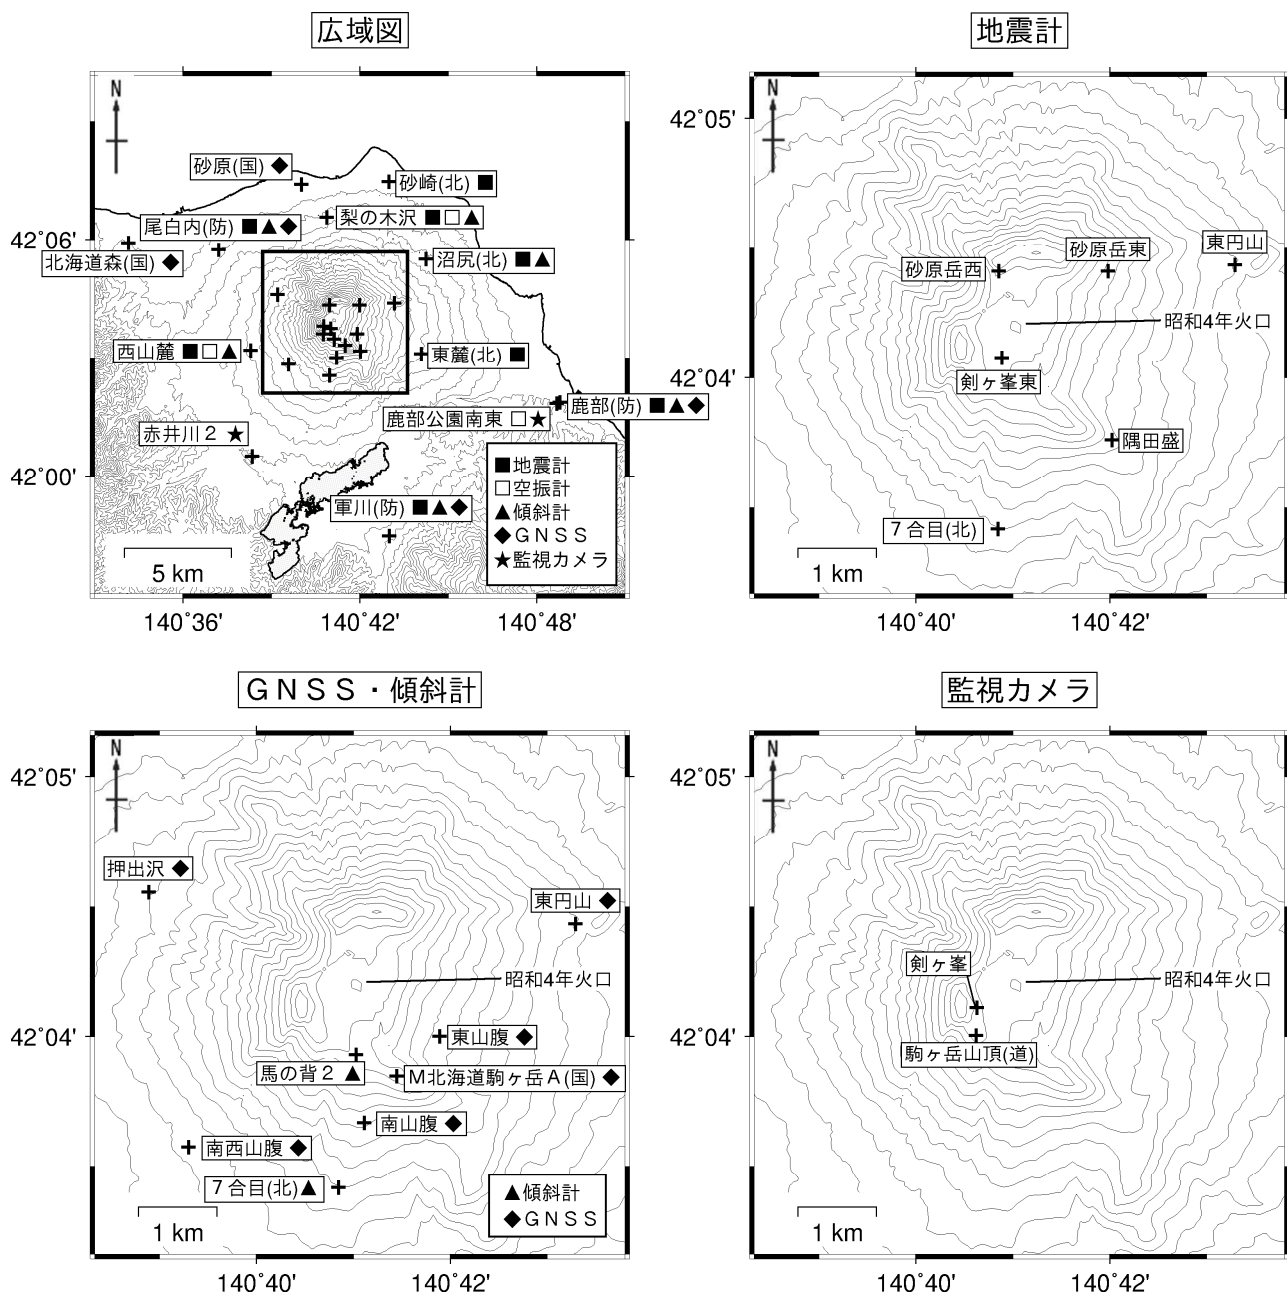 広域図
N
砂原(国) ◆
砂崎(北) ■
梨の木沢 ■□▲
尾白内(防) ■▲◆
42˚06'
北海道森(国) ◆
沼尻(北) ■▲
西山麓 ■□▲
東麓(北) ■
鹿部(防) ■▲◆
鹿部公園南東 □★
赤井川２ ★
42˚00'
軍川(防) ■▲◆
■地震計
□空振計
▲傾斜計
◆ＧＮＳＳ
★監視カメラ
5 km
140˚36'
140˚42'
140˚48'
地震計
N
42˚05'
東円山
砂原岳東
砂原岳西
昭和4年火口
42˚04'
剣ヶ峯東
隅田盛
７合目(北)
1 km
140˚40'
140˚42'
ＧＮＳＳ・傾斜計
N
42˚05'
押出沢 ◆
東円山 ◆
昭和4年火口
42˚04'
東山腹 ◆
馬の背２ ▲
Ｍ北海道駒ヶ岳Ａ(国) ◆
南山腹 ◆
南西山腹 ◆
７合目(北)▲
▲傾斜計
◆ＧＮＳＳ
1 km
140˚40'
140˚42'
監視カメラ
N
42˚05'
剣ヶ峯
昭和4年火口
42˚04'
駒ヶ岳山頂(道)
1 km
140˚40'
140˚42'